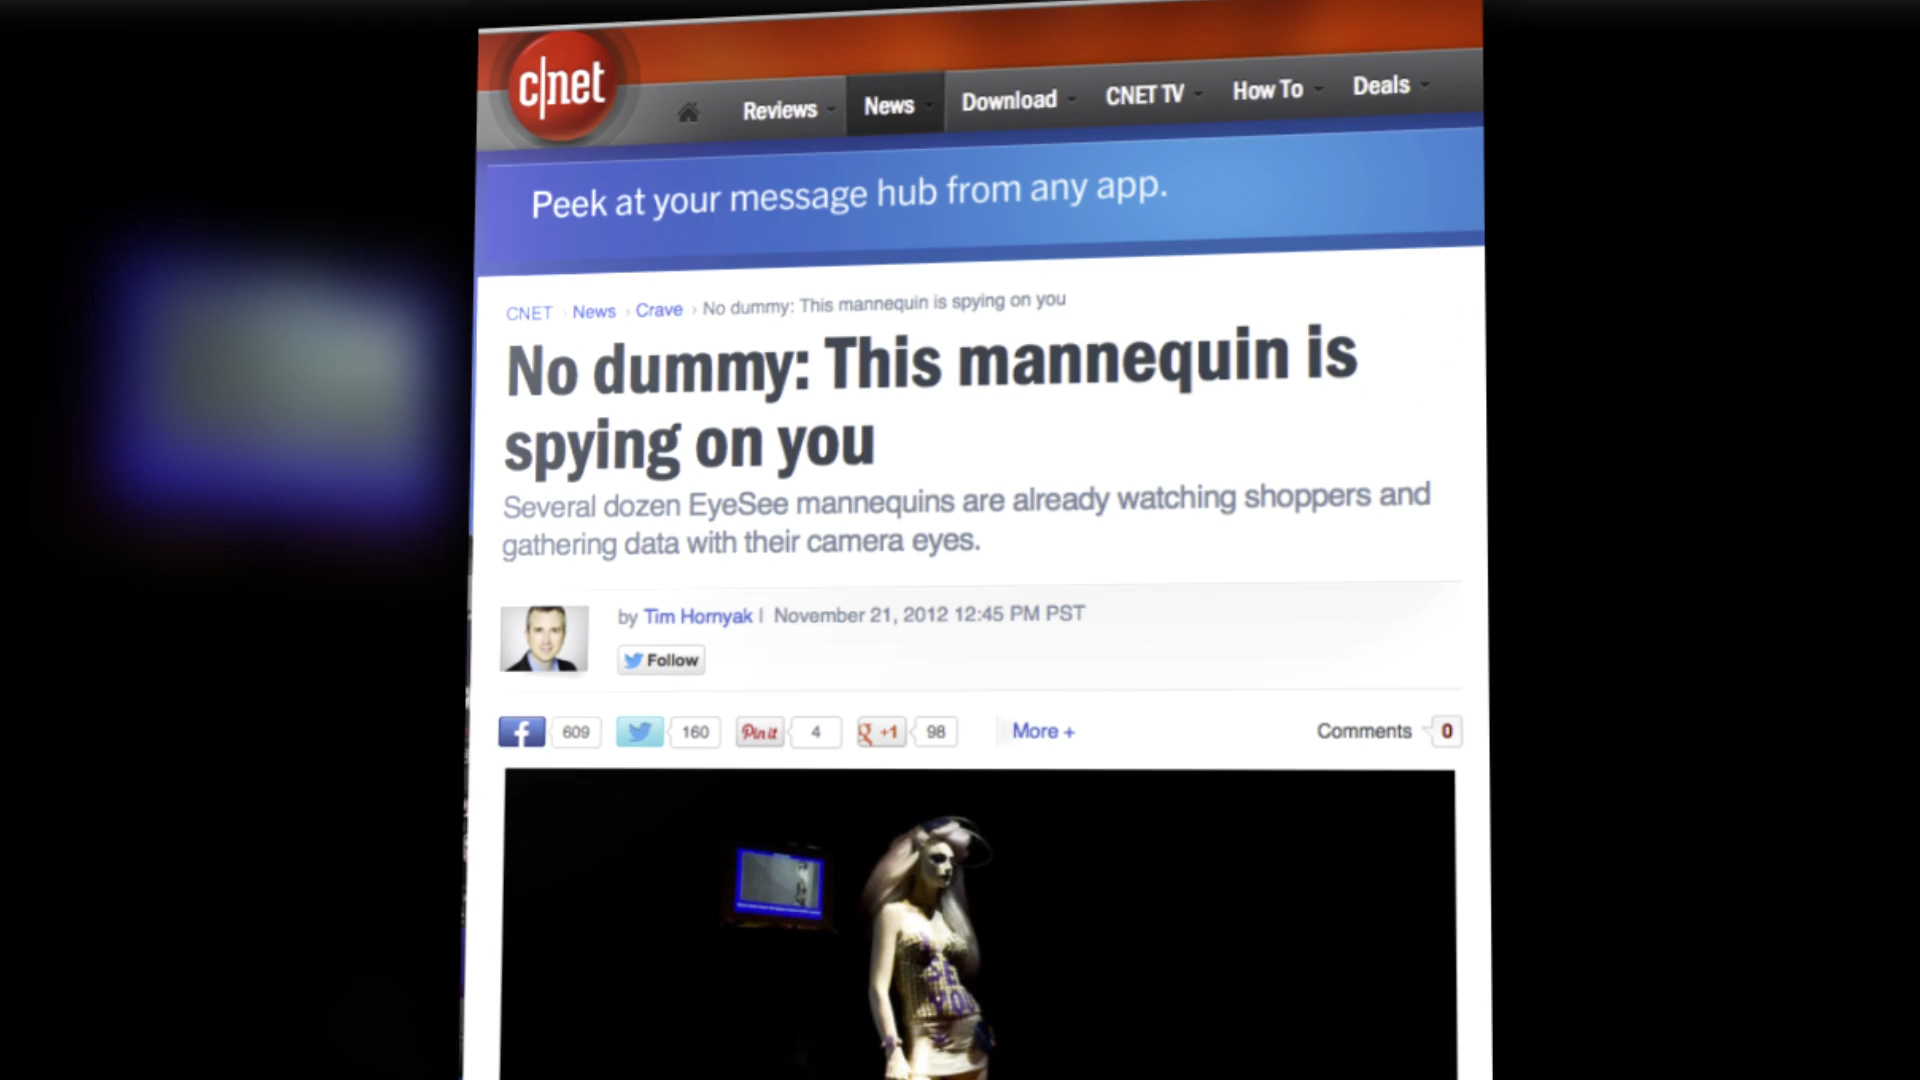 c|net
Reviews News Download CNET TV How To Deals
Peek at your message hub from any app.
CNET › News › Crave › No dummy: This mannequin is spying on you
No dummy: This mannequin is
spying on you
Several dozen EyeSee mannequins are already watching shoppers and
gathering data with their camera eyes.
by Tim Hornyak | November 21, 2012 12:45 PM PST
Follow
f 609 160 Pin it 4 g +1 98 More + Comments 0
YOU